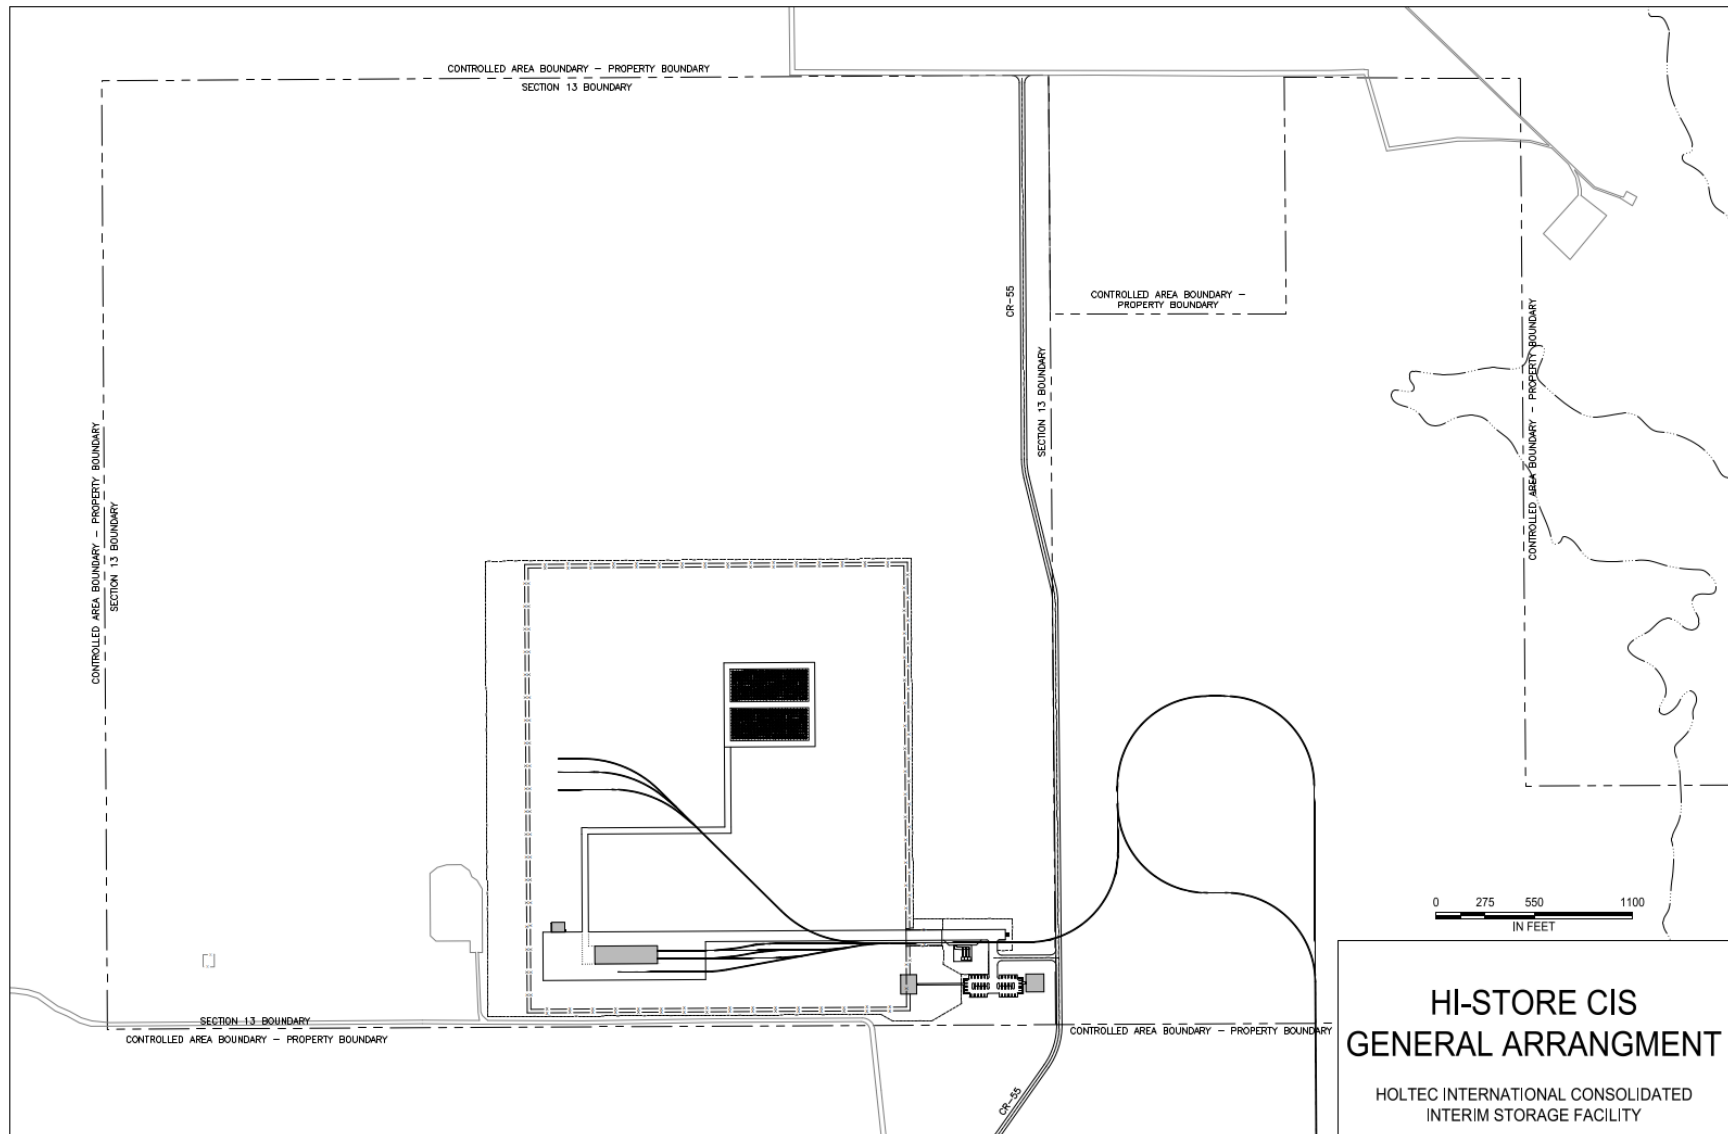 CONTROLLED AREA BOUNDARY – PROPERTY BOUNDARY
SECTION 13 BOUNDARY
CR-55
CONTROLLED AREA BOUNDARY –
PROPERTY BOUNDARY
SECTION 13 BOUNDARY
CONTROLLED AREA BOUNDARY - PROPERTY BOUNDARY
CONTROLLED AREA BOUNDARY – PROPERTY BOUNDARY
SECTION 13 BOUNDARY
0 275 550 1100
IN FEET
SECTION 13 BOUNDARY
CONTROLLED AREA BOUNDARY – PROPERTY BOUNDARY
CONTROLLED AREA BOUNDARY – PROPERTY BOUNDARY
CR-55
HI-STORE CIS
GENERAL ARRANGMENT
HOLTEC INTERNATIONAL CONSOLIDATED
INTERIM STORAGE FACILITY